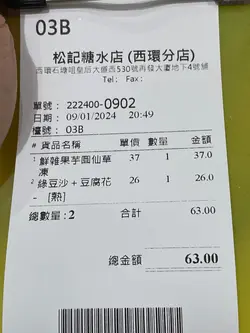 03B
松記糖水店 (西環分店)
西環石塘咀皇后大道西530號再發大廈地下4號舖
Tel: Fax:
單號: 222400-0902
日期: 09/01/2024 20:49
檯號: 03B
# 貨品名稱 單價 數量 金額
1 鮮雜果芋圓仙草凍 37 1 37.0
2 綠豆沙+豆腐花 26 1 26.0
- [熱]
總數量: 2 合計 63.00
總金額 63.00